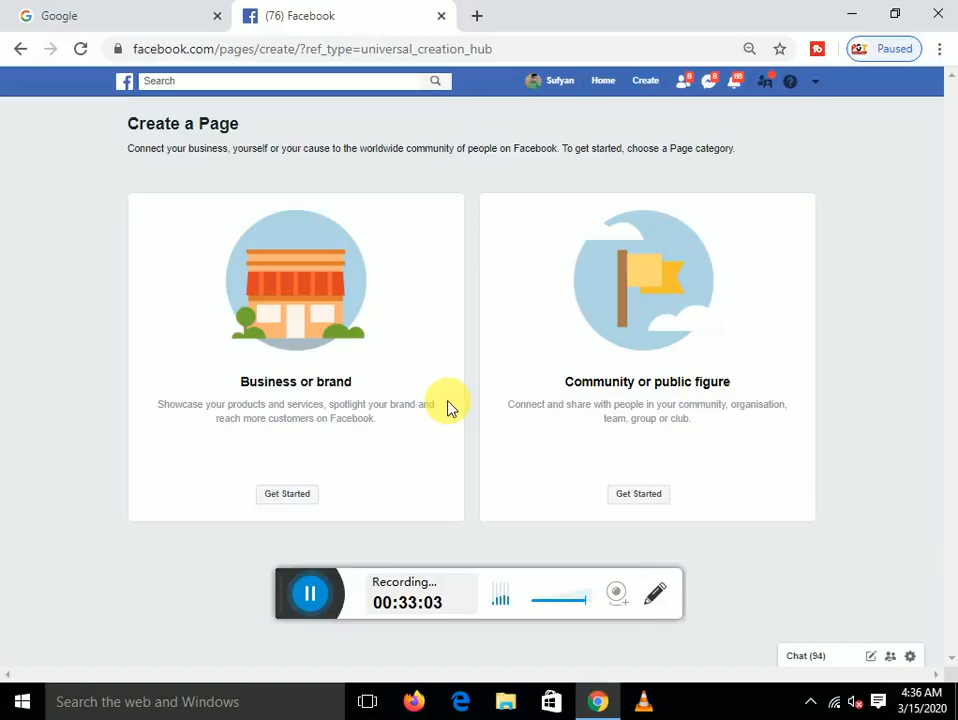 Google
(76) Facebook
facebook.com/pages/create/?ref_type=universal_creation_hub
Paused
Search
Sufyan
Home
Create
6
8
68
Create a Page
Connect your business, yourself or your cause to the worldwide community of people on Facebook. To get started, choose a Page category.
Business or brand
Showcase your products and services, spotlight your brand and
reach more customers on Facebook.
Get Started
Community or public figure
Connect and share with people in your community, organisation,
team, group or club.
Get Started
Recording...
00:33:03
Chat (94)
Search the web and Windows
4:36 AM
3/15/2020